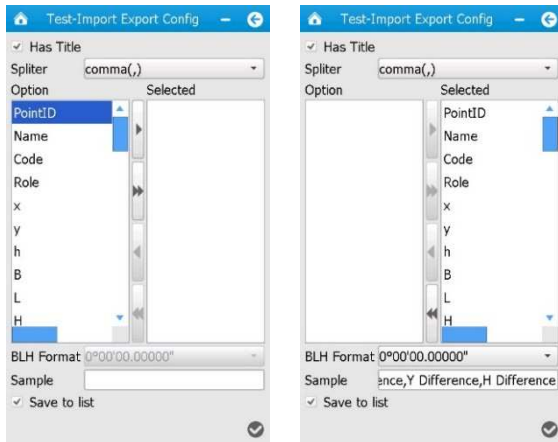 Test-Import Export Config
Has Title
Spliter comma(,)
Option Selected
PointID
Name
Code
Role
x
y
h
B
L
H
BLH Format 0°00'00.00000"
Sample
Save to list
Test-Import Export Config
Has Title
Spliter comma(,)
Option Selected
PointID
Name
Code
Role
x
y
h
B
L
H
BLH Format 0°00'00.00000"
Sample ence,Y Difference,H Difference
Save to list